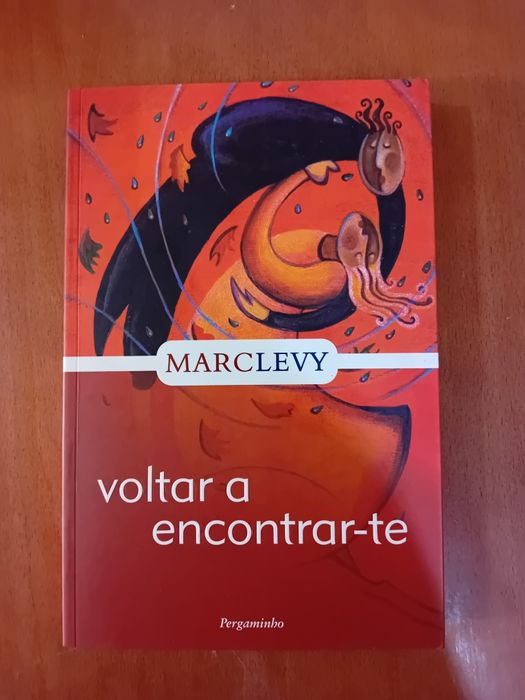 MARCLEVY
voltar a
encontrar-te
Pergaminho